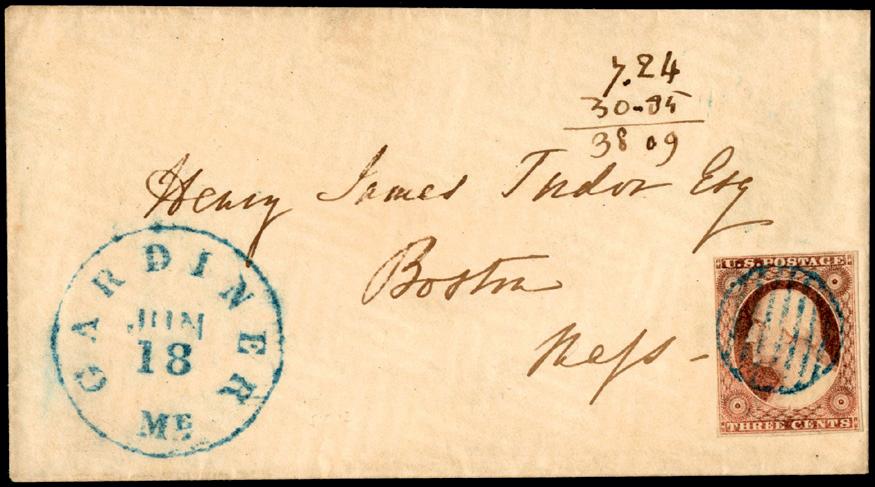 7.24
30-85
38 09
Henry James Tudor Esq
Boston
Mass -
GARDINER
JUN
18
ME.
U.S. POSTAGE
THREE CENTS